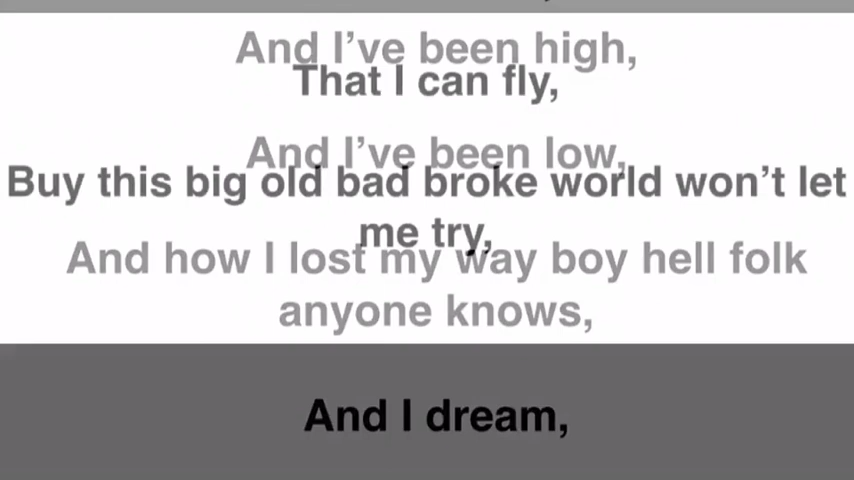 And I've been high,
That I can fly,
And I've been low,
Buy this big old bad broke world won't let
me try,
And how I lost my way boy hell folk
anyone knows,
And I dream,